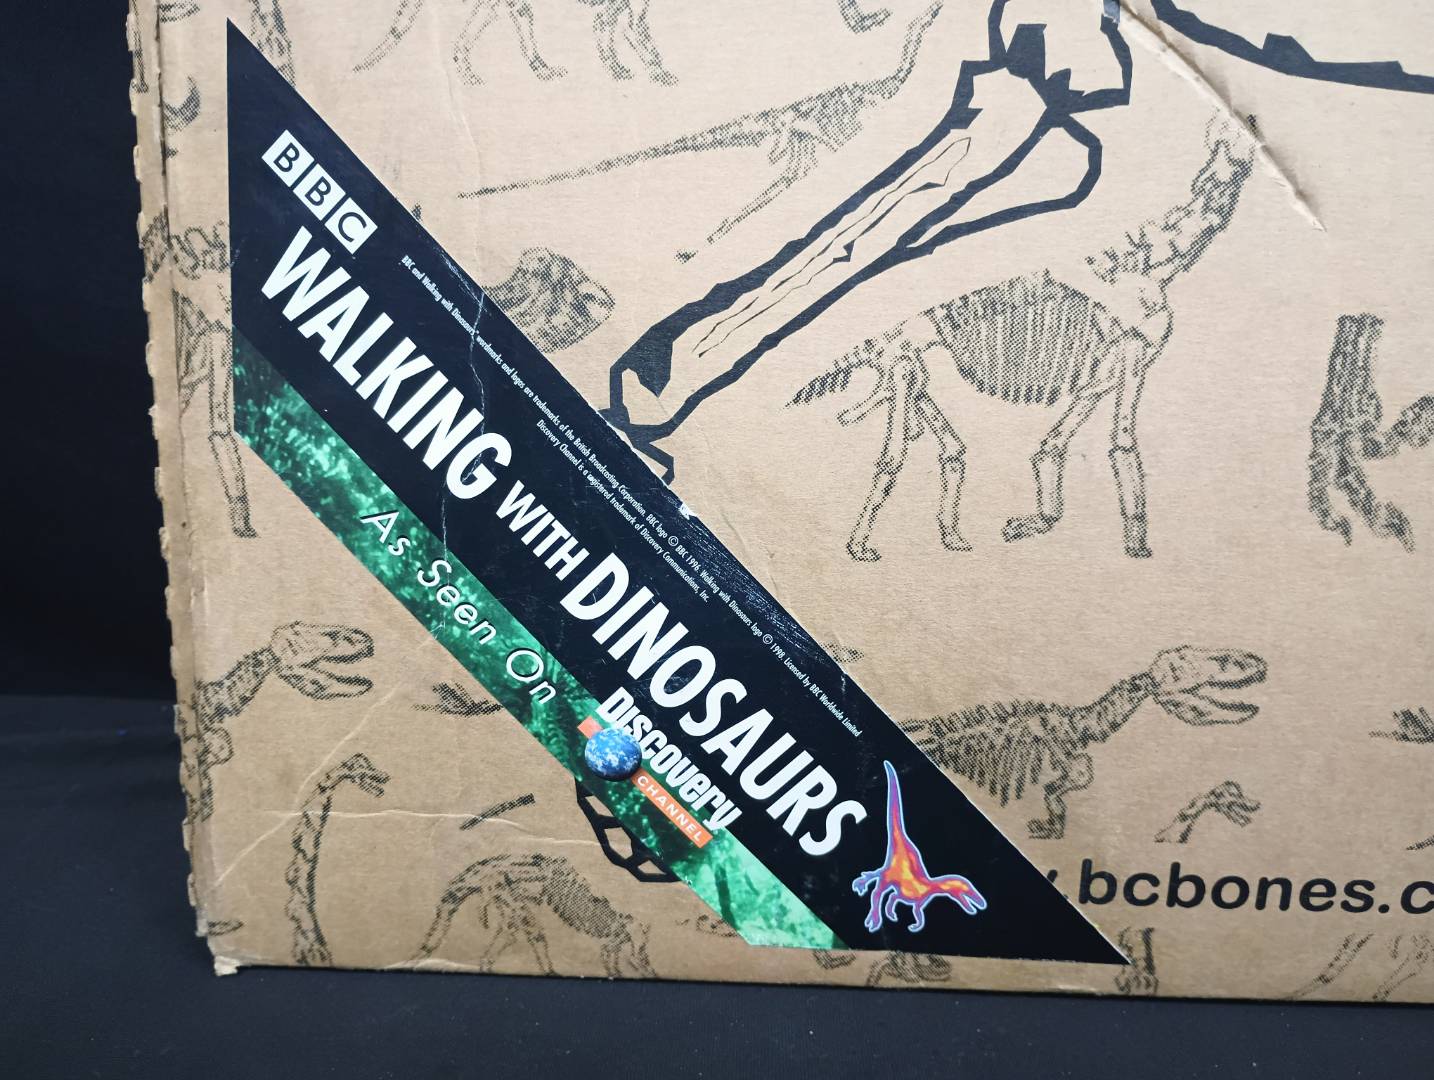 BBC
WALKING WITH DINOSAURS
BBC and Walking with Dinosaurs wordmarks and logos are trademarks of the British Broadcasting Corporation. BBC logo © BBC 1996. Walking with Dinosaurs logo © 1998. Licensed by BBC Worldwide Limited
Discovery Channel is a registered trademark of Discovery Communications, Inc.
As Seen On
DISCOVERY
CHANNEL
.bcbones.c